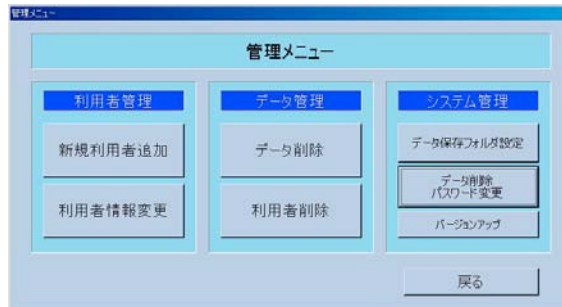 管理メニュー
管理メニュー
利用者管理
新規利用者追加
利用者情報変更
データ管理
データ削除
利用者削除
システム管理
データ保存フォルダ設定
データ削除
パスワード変更
バージョンアップ
戻る